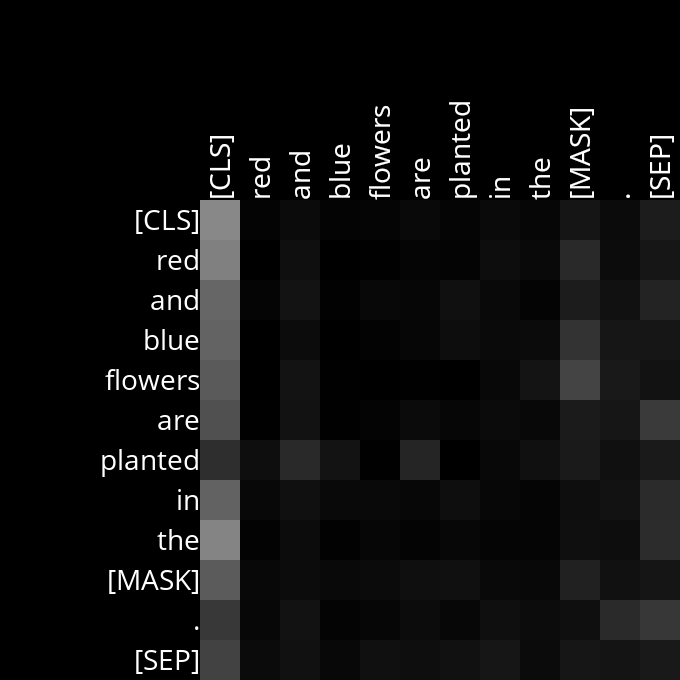 [CLS] red and blue flowers are planted in the [MASK] . [SEP]
[CLS]
red
and
blue
flowers
are
planted
in
the
[MASK]
.
[SEP]